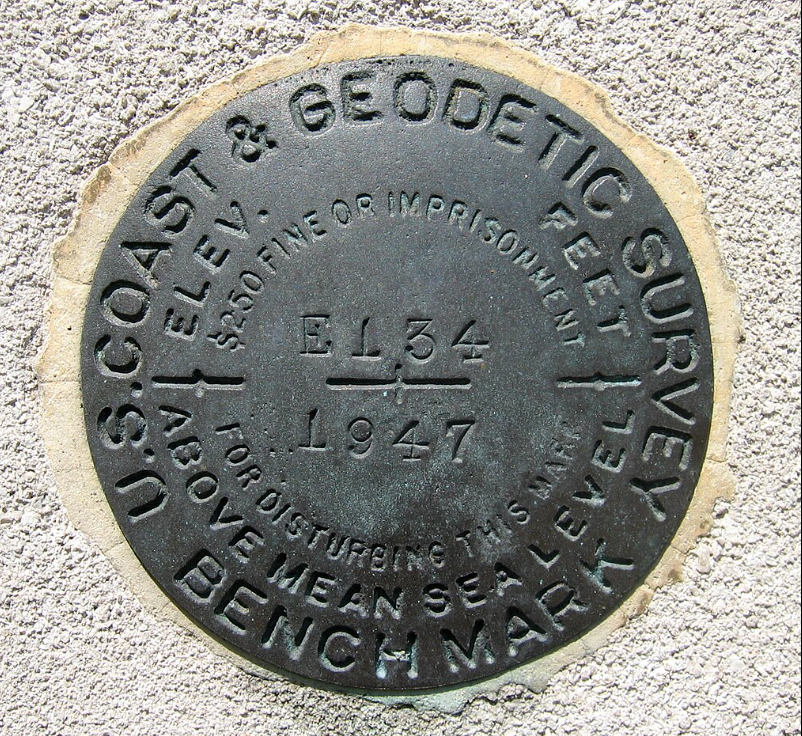 U.S. COAST & GEODETIC SURVEY
BENCH MARK
ELEV.
FEET
ABOVE MEAN SEA LEVEL
$250 FINE OR IMPRISONMENT
FOR DISTURBING THIS MARK
E 134
1947